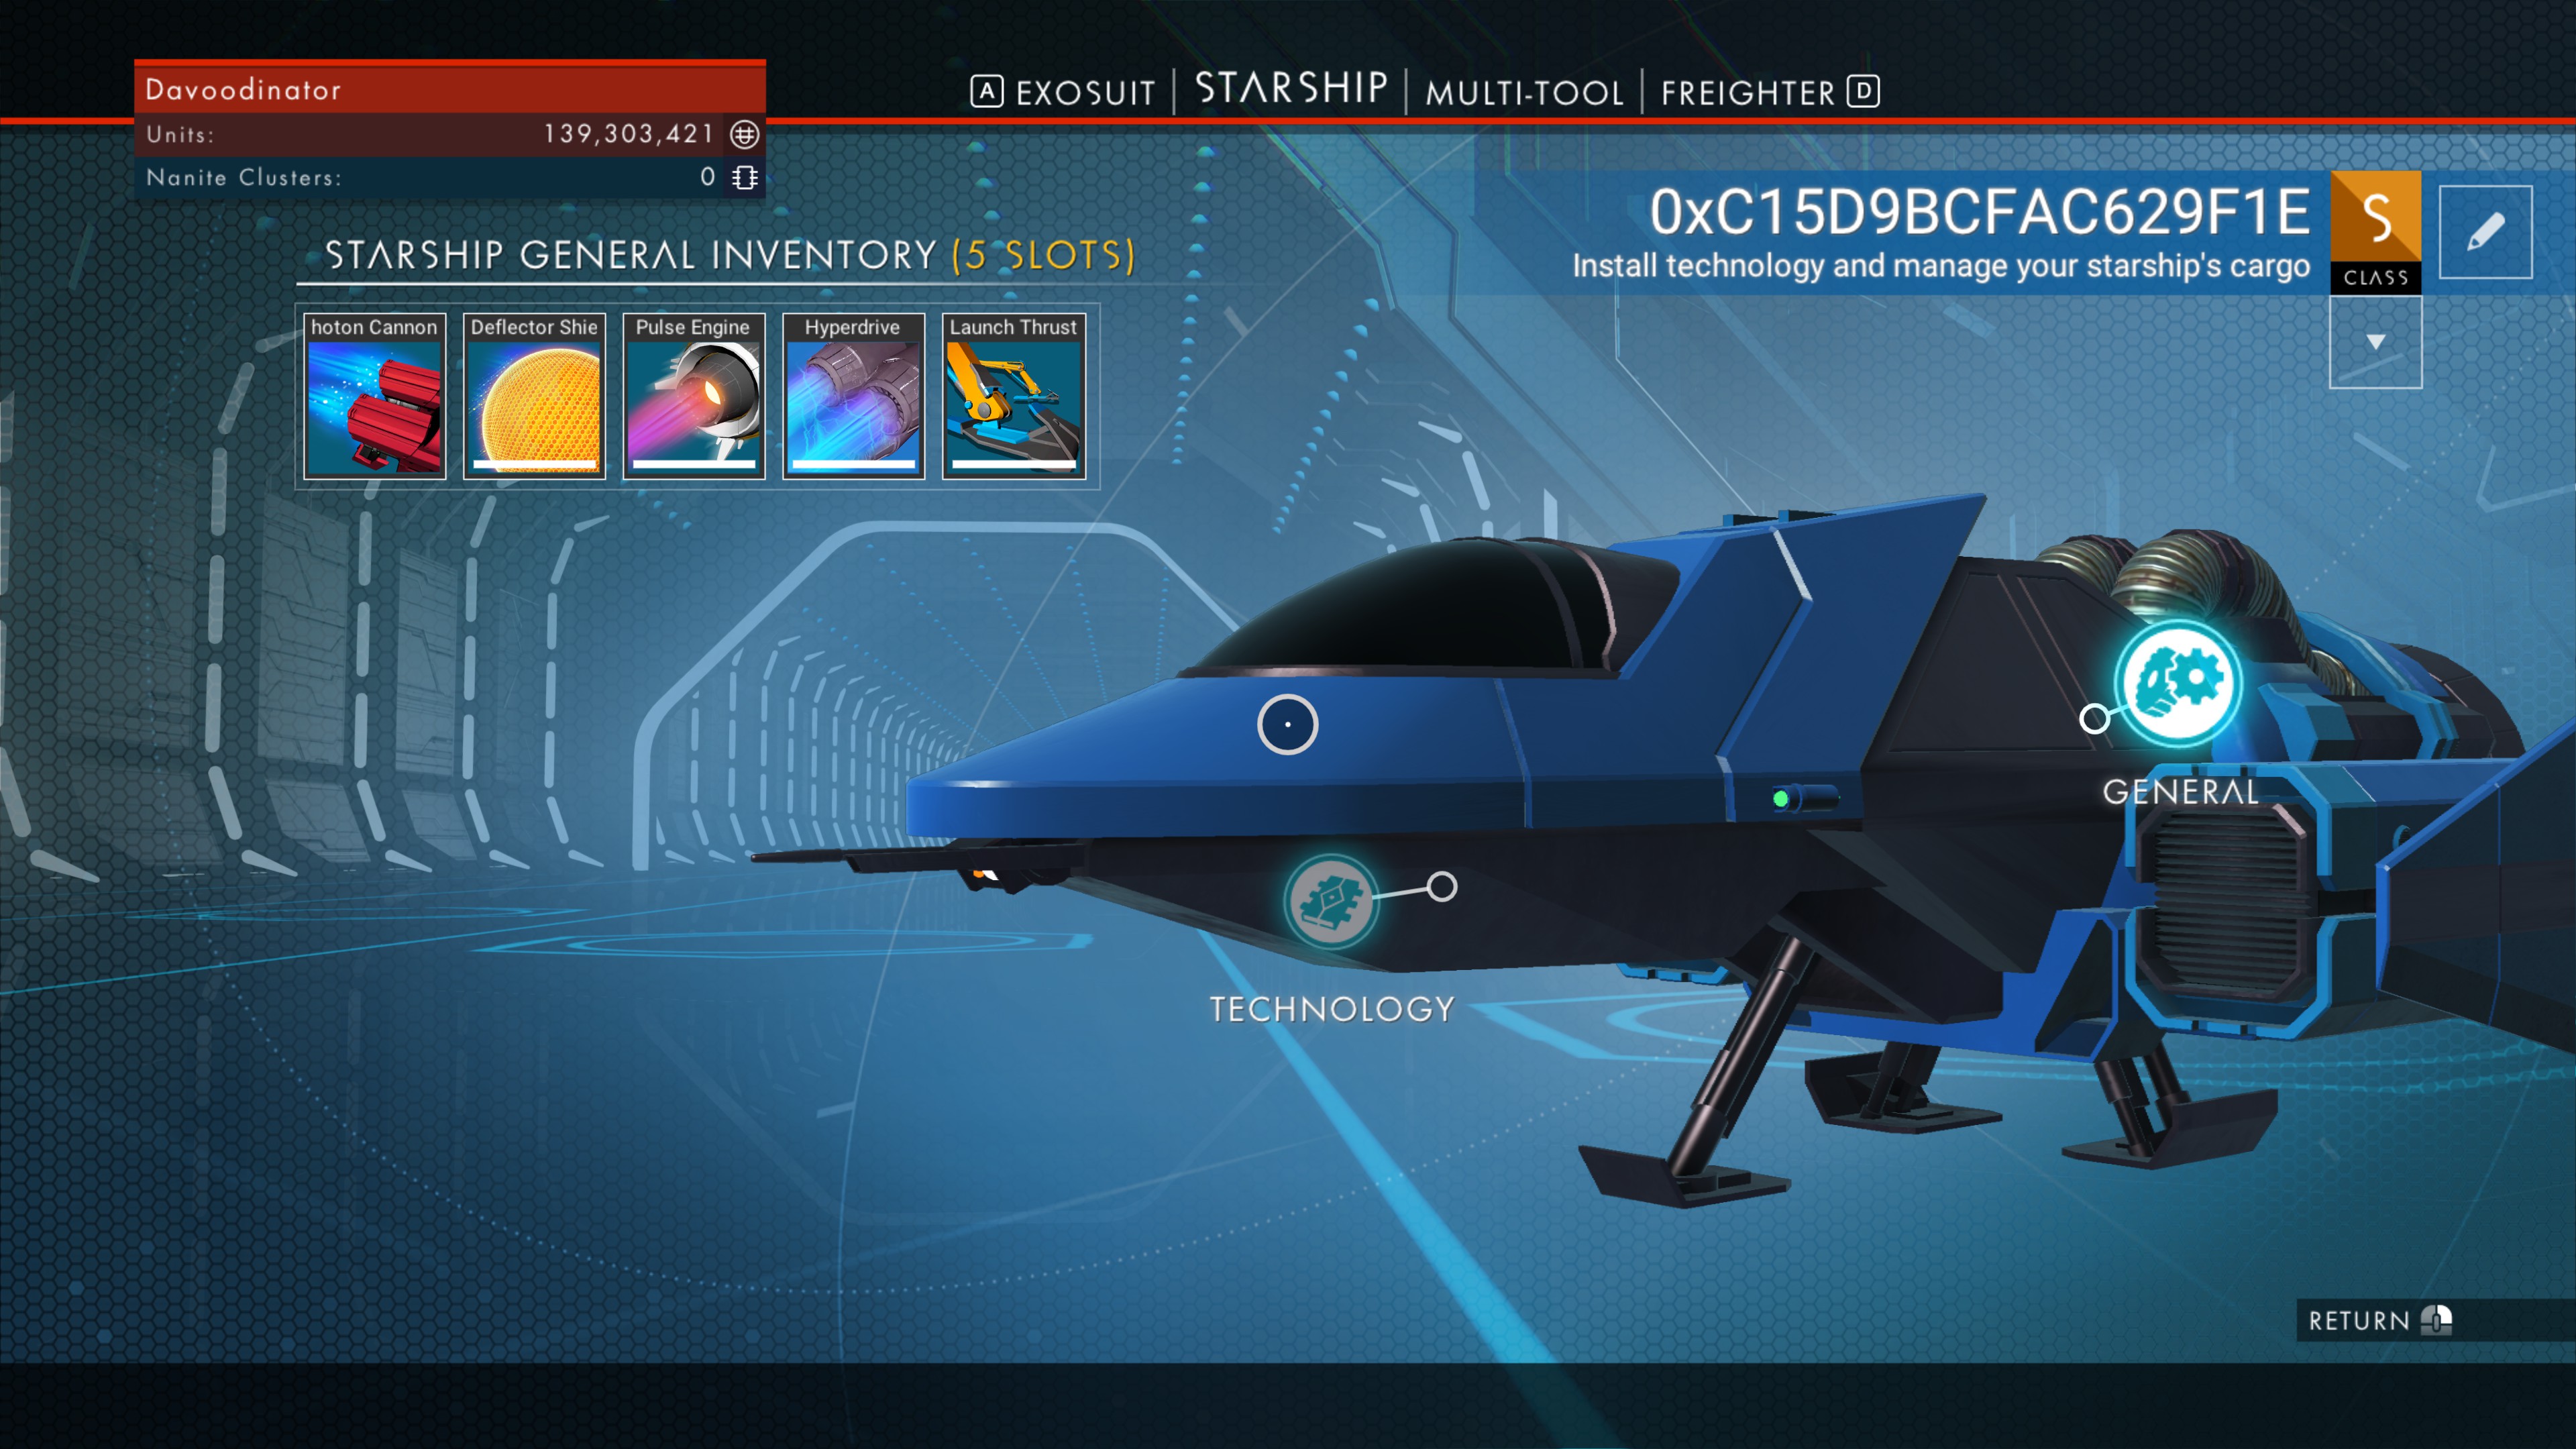 Davoodinator
Units: 139,303,421
Nanite Clusters: 0
A EXOSUIT STARSHIP MULTI-TOOL FREIGHTER D
0xC15D9BCFAC629F1E
Install technology and manage your starship's cargo
S
CLASS
STARSHIP GENERAL INVENTORY (5 SLOTS)
hoton Cannon Deflector Shie Pulse Engine Hyperdrive Launch Thrust
GENERAL
TECHNOLOGY
RETURN